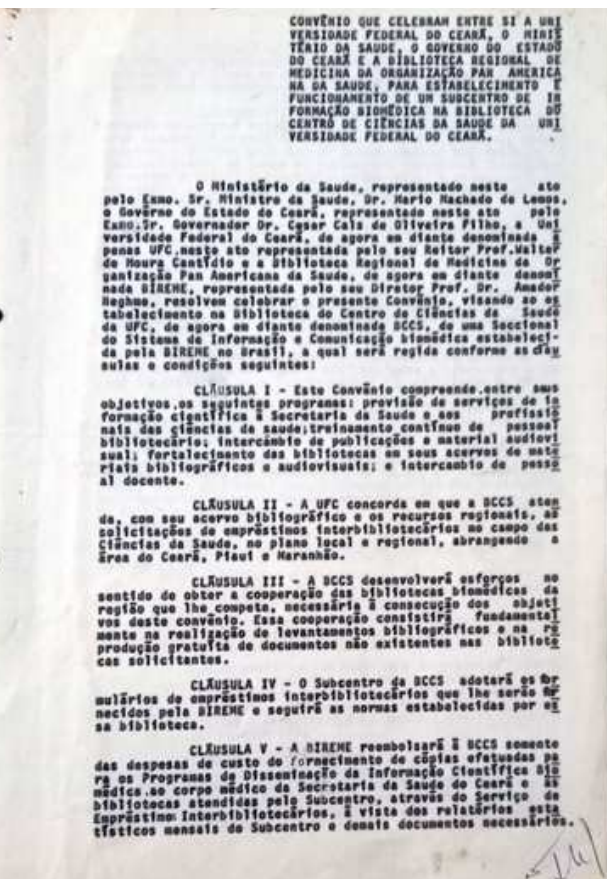 CONVÊNIO QUE CELEBRAM ENTRE SI A UNI
VERSIDADE FEDERAL DO CEARÁ, O MINIS
TÉRIO DA SAUDE, O GOVERNO DO ESTADO
DO CEARÁ E A BIBLIOTECA REGIONAL DE
MEDICINA DA ORGANIZAÇÃO PAN AMERICA
NA DA SAUDE, PARA ESTABELECIMENTO E
FUNCIONAMENTO DE UM SUBCENTRO DE IN
FORMAÇÃO BIOMÉDICA NA BIBLIOTECA DO
CENTRO DE CIÊNCIAS DA SAUDE DA UNI
VERSIDADE FEDERAL DO CEARÁ.
O Ministério da Saude, representado neste ato
pelo Exmo. Sr. Ministro da Saude, Dr. Mario Machado de Lemos,
o Govêrno do Estado do Ceará, representado neste ato pelo
Exmo.Sr. Governador Dr. Cesar Cals de Oliveira Filho, a Uni
versidade Federal do Ceará, de agora em diante denominada a
penas UFC,neste ato representada pelo seu Reitor Prof.Walter
de Moura Cantídio e a Biblioteca Regional de Medicina da Or
ganização Pan Americana da Saude, de agora em diante denomi
nada BIREME, representada pelo seu Diretor Prof. Dr. Amador
Neghme, resolvem celebrar o presente Convênio, visando ao es
tabelecimento na Biblioteca do Centro de Ciências da Saude
da UFC, de agora em diante denominada BCCS, de uma Seccional
do Sistema de Informação e Comunicação biomédica estabeleci-
da pela BIREME no Brasil, a qual será regida conforme as cláu
sulas e condições seguintes:
CLÁUSULA I - Este Convênio compreende,entre seus
objetivos,os seguintes programas: provisão de serviços de in
formação científica à Secretaria da Saude e aos profissio
nais das ciências da saude;treinamento contínuo de pessoal
bibliotecário; intercâmbio de publicações e material audiovi
sual; fortalecimento das bibliotecas em seus acervos de mate
riais bibliográficos e audiovisuais; e intercambio de pesso
al docente.
CLÁUSULA II - A UFC concorda em que a BCCS aten
da, com seu acervo bibliográfico e os recursos regionais, as
solicitações de empréstimos interbibliotecários no campo das
Ciências da Saude, no plano local e regional, abrangendo a
área do Ceará, Piauí e Maranhão.
CLÁUSULA III - A BCCS desenvolverá esforços no
sentido de obter a cooperação das bibliotecas biomédicas da
região que lhe competa, necessária à consecução dos objeti
vos deste convênio. Essa cooperação consistirá fundamental
mente na realização de levantamentos bibliográficos e na re
produção gratuita de documentos não existentes nas bibliote
cas solicitantes.
CLÁUSULA IV - O Subcentro da BCCS adotará os for
mulários de empréstimos interbibliotecários que lhe serão for
necidos pela BIREME e seguirá as normas estabelecidas por es
sa biblioteca.
CLÁUSULA V - A BIREME reembolsará à BCCS somente
das despesas de custo do fornecimento de cópias efetuadas pa
ra os Programas de Disseminação da Informação Científica Bio
médica ao corpo médico da Secretaria da Saude do Ceará e às
bibliotecas atendidas pelo Subcentro, através do Serviço de
Empréstimo Interbibliotecários, à vista dos relatórios esta
tísticos mensais do Subcentro e demais documentos necessários.